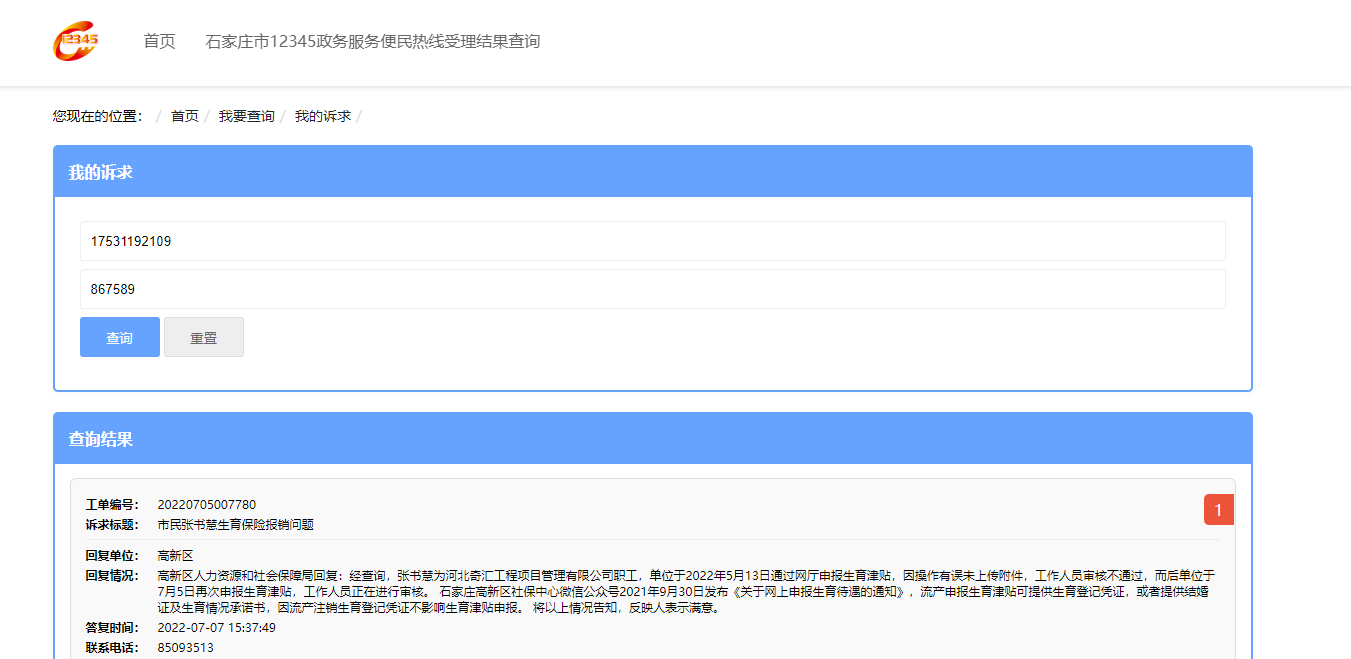 12345
首页 石家庄市12345政务服务便民热线受理结果查询
您现在的位置： / 首页 / 我要查询 / 我的诉求 /
我的诉求
17531192109
867589
查询 重置
查询结果
工单编号： 20220705007780
1
诉求标题： 市民张书慧生育保险报销问题
回复单位： 高新区
回复情况： 高新区人力资源和社会保障局回复：经查询，张书慧为河北奇汇工程项目管理有限公司职工，单位于2022年5月13日通过网厅申报生育津贴，因操作有误未上传附件，工作人员审核不通过，而后单位于
7月5日再次申报生育津贴，工作人员正在进行审核。 石家庄高新区社保中心微信公众号2021年9月30日发布《关于网上申报生育待遇的通知》，流产申报生育津贴可提供生育登记凭证，或者提供结婚
证及生育情况承诺书，因流产注销生育登记凭证不影响生育津贴申报。 将以上情况告知，反映人表示满意。
答复时间： 2022-07-07 15:37:49
联系电话： 85093513